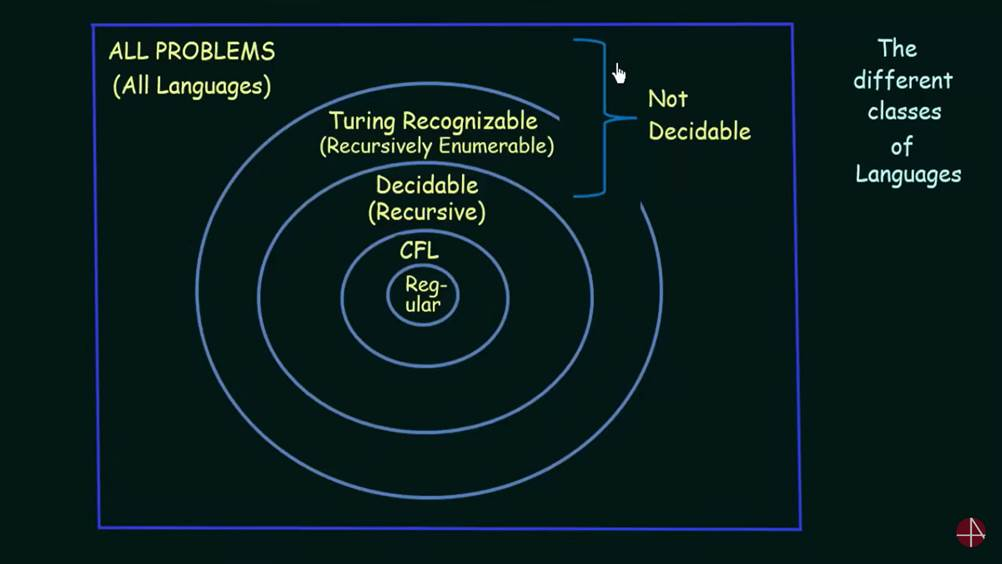 ALL PROBLEMS
(All Languages)
Turing Recognizable
(Recursively Enumerable)
Decidable
(Recursive)
CFL
Reg-
ular
Not
Decidable
The
different
classes
of
Languages